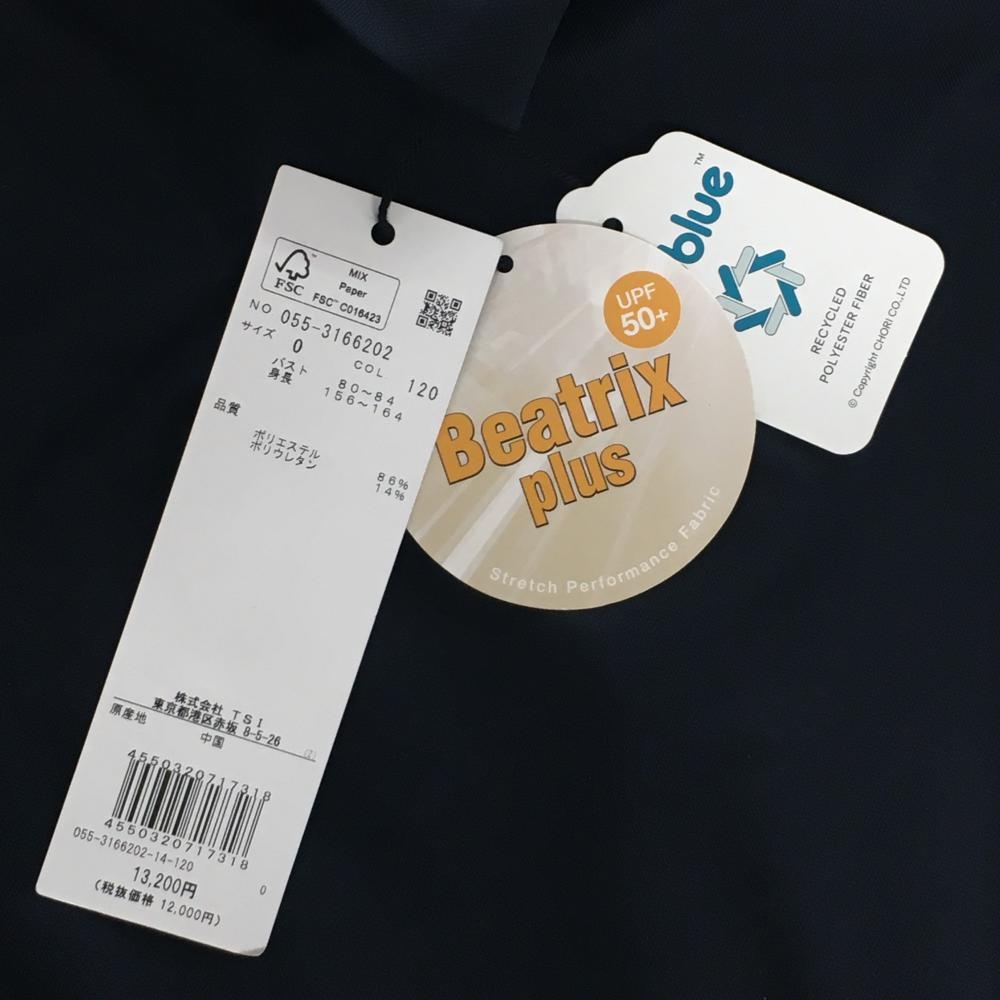 FSC
MIX
Paper
FSC™ C016423
NO 055-3166202
サイズ 0 COL 120
バスト 80～84
身長 156～164
品質
ポリエステル 86%
ポリウレタン 14%
株式会社 TSI
東京都港区赤坂 8-5-26
原産地 中国
(Z)
4550320717318
4550320717318
055-3166202-14-120
13,200円 0
(税抜価格 12,000円)
UPF
50+
Beatrix
plus
Stretch Performance Fabric
blue™
RECYCLED
POLYESTER FIBER
© Copyright CHORI CO.,LTD